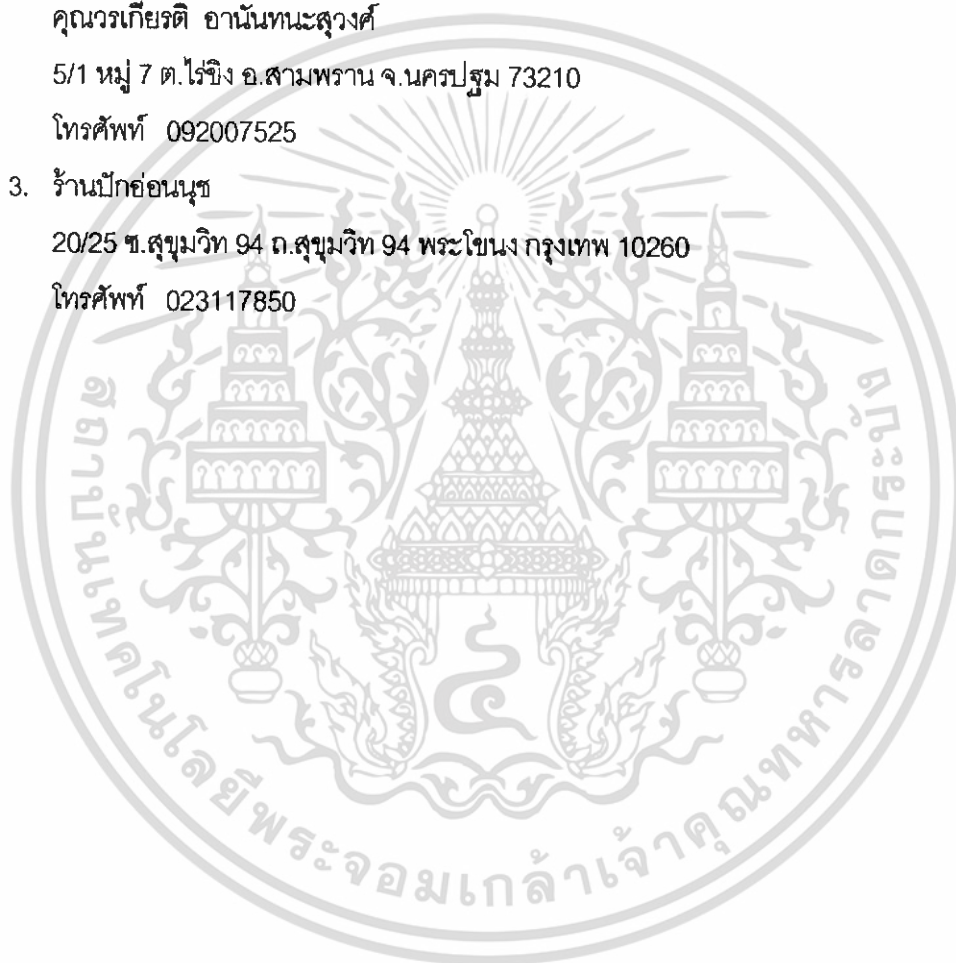 คุณวรเกียรติ อานันทนะสุวงศ์
5/1 หมู่ 7 ต.ไร่ขิง อ.สามพราน จ.นครปฐม 73210
โทรศัพท์ 092007525
3. ร้านปักอ่อนนุช
20/25 ซ.สุขุมวิท 94 ถ.สุขุมวิท 94 พระโขนง กรุงเทพ 10260
โทรศัพท์ 023117850
สถาบันเทคโนโลยีพระจอมเกล้าเจ้าคุณทหารลาดกระบัง
๔